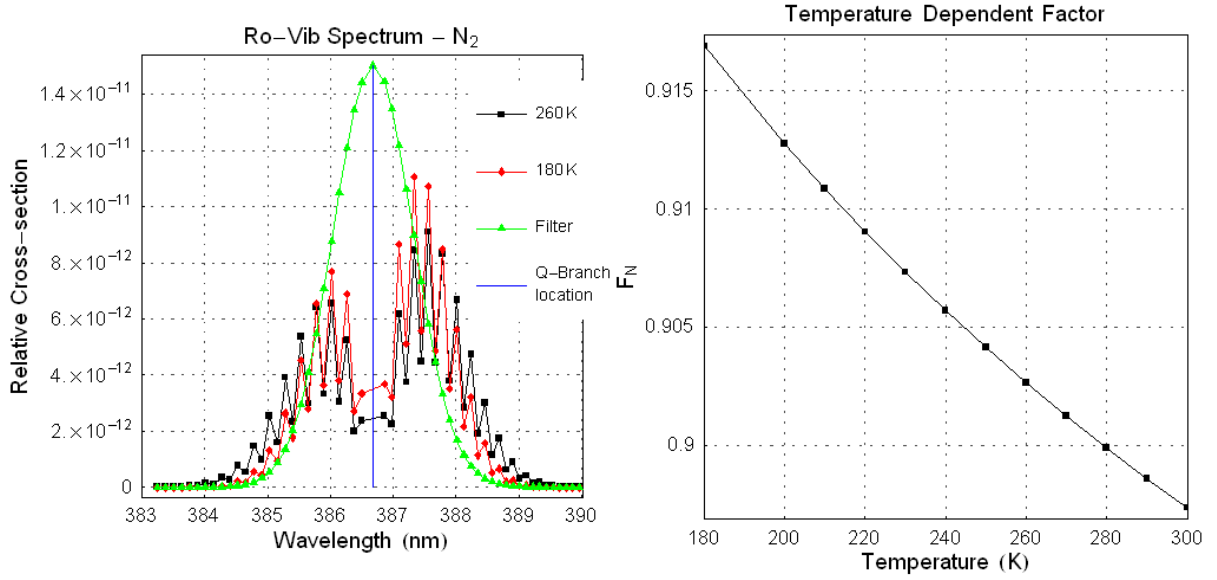 Ro−Vib Spectrum − N₂
Relative Cross−section
1.4×10⁻¹¹
1.2×10⁻¹¹
1×10⁻¹¹
8.×10⁻¹²
6.×10⁻¹²
4.×10⁻¹²
2.×10⁻¹²
0
383 384 385 386 387 388 389 390
Wavelength (nm)
260K
180K
Filter
Q−Branch
location
Temperature Dependent Factor
F_N
0.915
0.91
0.905
0.9
180 200 220 240 260 280 300
Temperature (K)